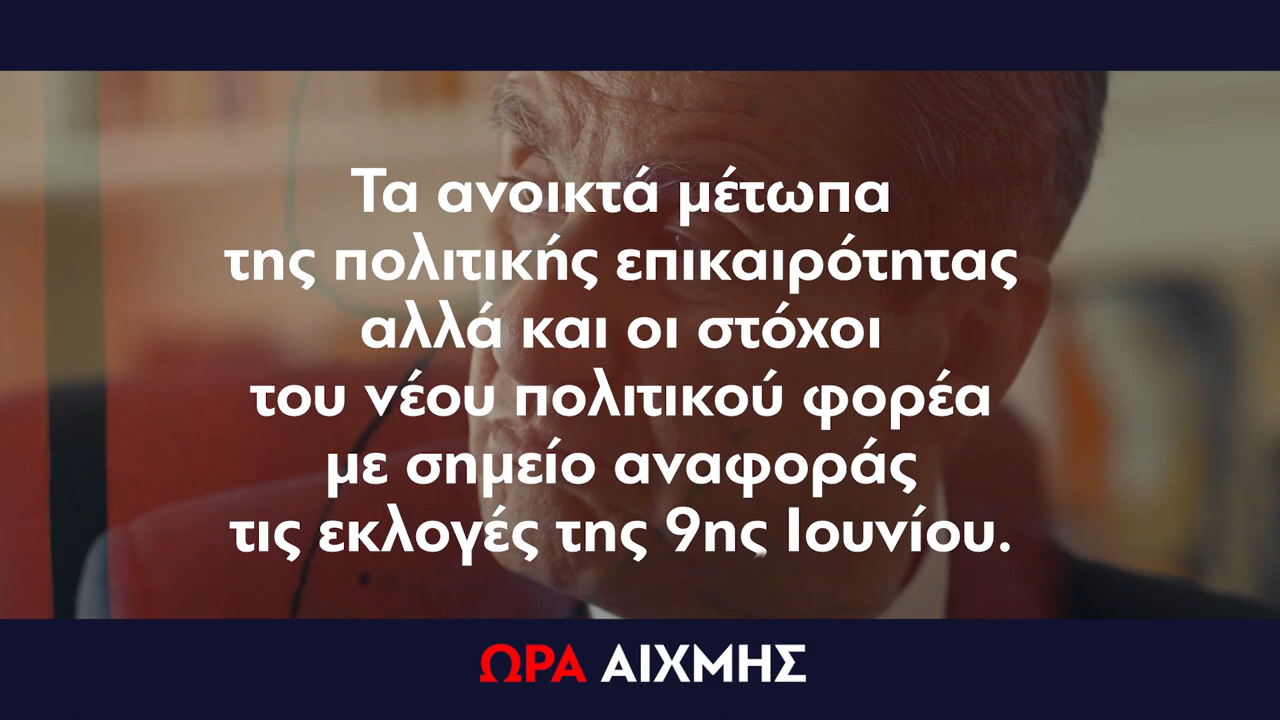 Τα ανοικτά μέτωπα
της πολιτικής επικαιρότητας
αλλά και οι στόχοι
του νέου πολιτικού φορέα
με σημείο αναφοράς
τις εκλογές της 9ης Ιουνίου.
ΩΡΑ ΑΙΧΜΗΣ